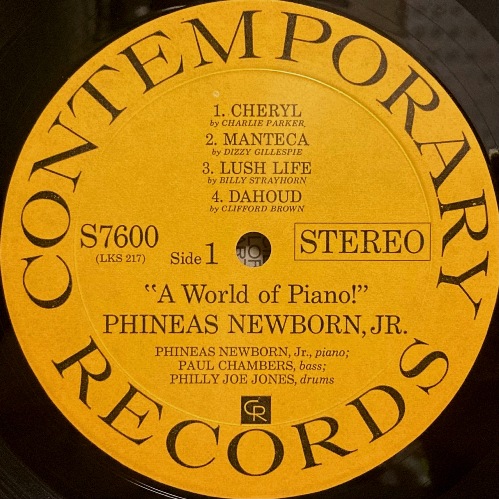 CONTEMPORARY
1. CHERYL
by CHARLIE PARKER
2. MANTECA
by DIZZY GILLESPIE
3. LUSH LIFE
by BILLY STRAYHORN
4. DAHOUD
by CLIFFORD BROWN
S7600
(LKS 217)
Side 1
STEREO
"A World of Piano!"
PHINEAS NEWBORN, JR.
PHINEAS NEWBORN, Jr., piano;
PAUL CHAMBERS, bass;
PHILLY JOE JONES, drums
CR
RECORDS